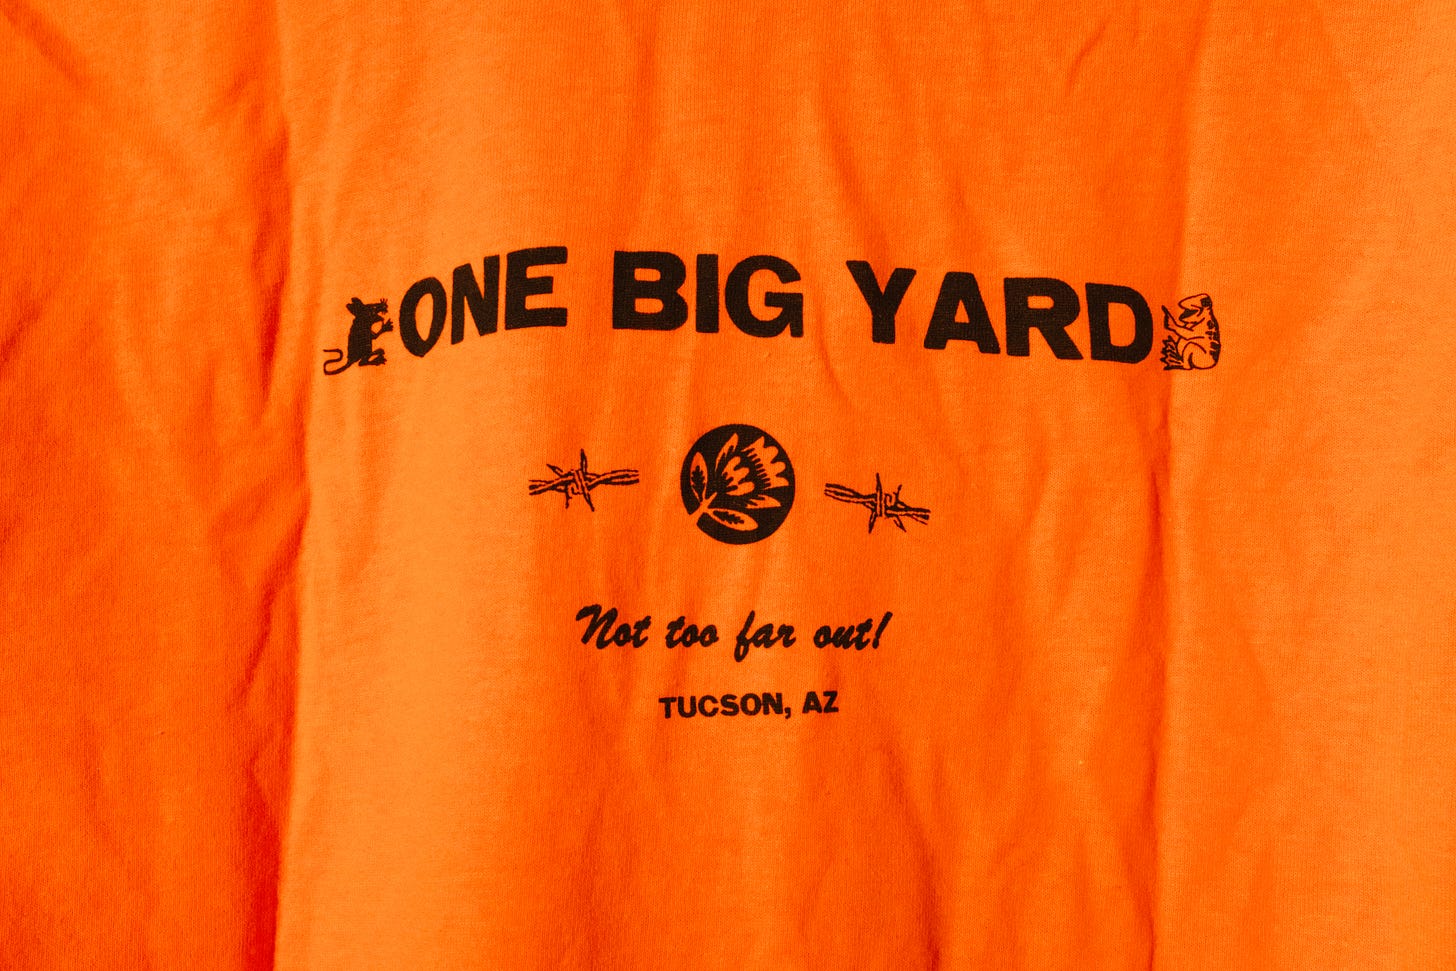 ONE BIG YARD
Not too far out!
TUCSON, AZ